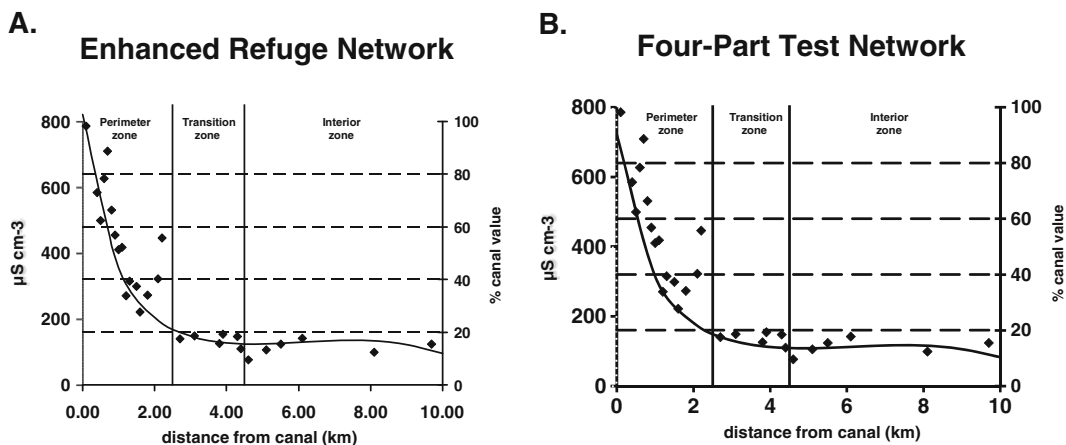 A.
Enhanced Refuge Network
Perimeter zone
Transition zone
Interior zone
800
600
400
200
0
µS cm-3
100
80
60
40
20
0
% canal value
0.00 2.00 4.00 6.00 8.00 10.00
distance from canal (km)
B.
Four-Part Test Network
Perimeter zone
Transition zone
Interior zone
800
600
400
200
0
µS cm-3
100
80
60
40
20
0
% canal value
0 2 4 6 8 10
distance from canal (km)